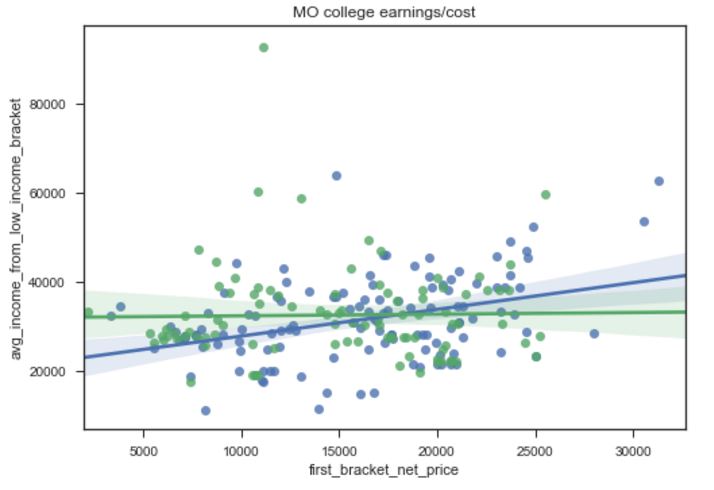 MO college earnings/cost
avg_income_from_low_income_bracket
80000
60000
40000
20000
5000 10000 15000 20000 25000 30000
first_bracket_net_price